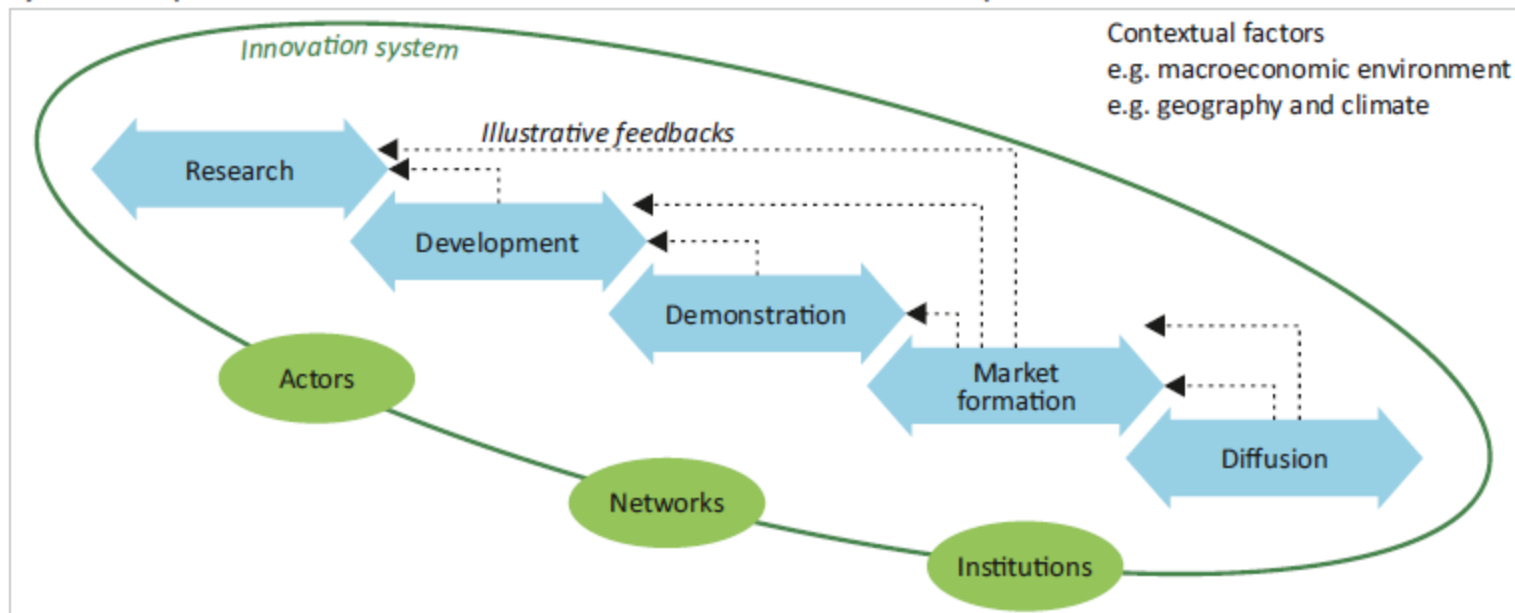 Innovation system
Contextual factors
e.g. macroeconomic environment
e.g. geography and climate
Illustrative feedbacks
Research
Development
Demonstration
Market
formation
Diffusion
Actors
Networks
Institutions